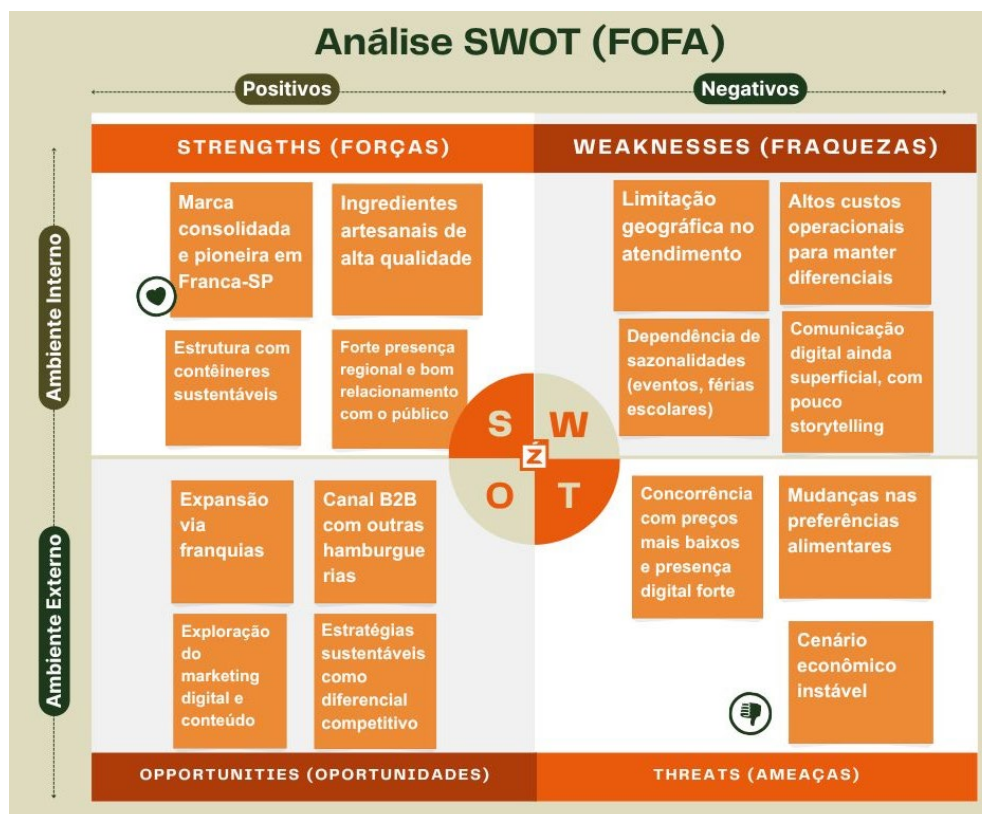 Análise SWOT (FOFA)
Positivos
Negativos
STRENGTHS (FORÇAS)
WEAKNESSES (FRAQUEZAS)
Ambiente Interno
Marca
consolidada
e pioneira em
Franca-SP
Ingredientes
artesanais de
alta qualidade
Estrutura com
contêineres
sustentáveis
Forte presença
regional e bom
relacionamento
com o público
Limitação
geográfica no
atendimento
Altos custos
operacionais
para manter
diferenciais
Dependência de
sazonalidades
(eventos, férias
escolares)
Comunicação
digital ainda
superficial, com
pouco
storytelling
S
W
Ź
O
T
Ambiente Externo
Expansão
via
franquias
Canal B2B
com outras
hamburgue
rias
Exploração
do
marketing
digital e
conteúdo
Estratégias
sustentáveis
como
diferencial
competitivo
Concorrência
com preços
mais baixos
e presença
digital forte
Mudanças nas
preferências
alimentares
Cenário
econômico
instável
OPPORTUNITIES (OPORTUNIDADES)
THREATS (AMEAÇAS)